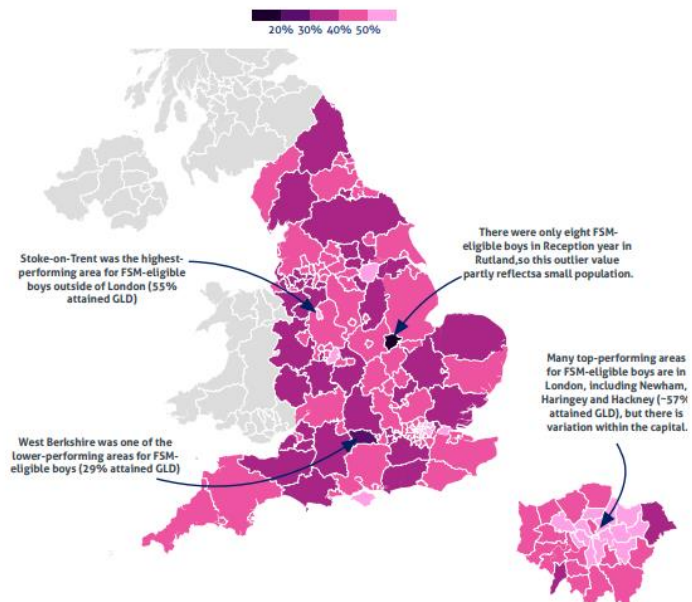 20% 30% 40% 50%
There were only eight FSM-
eligible boys in Reception year in
Rutland,so this outlier value
partly reflectsa small population.
Stoke-on-Trent was the highest-
performing area for FSM-eligible
boys outside of London (55%
attained GLD)
Many top-performing areas
for FSM-eligible boys are in
London, including Newham,
Haringey and Hackney (~57%
attained GLD), but there is
variation within the capital.
West Berkshire was one of the
lower-performing areas for FSM-
eligible boys (29% attained GLD)